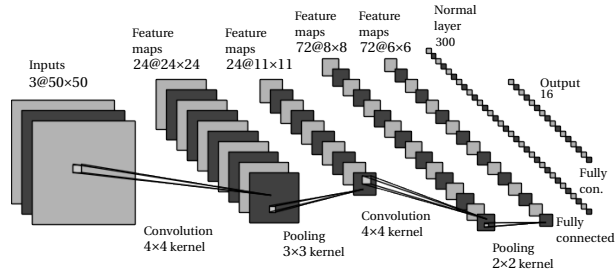 Inputs
3@50×50
Feature
maps
24@24×24
Feature
maps
24@11×11
Feature
maps
72@8×8
Feature
maps
72@6×6
Normal
layer
300
Output
16
Fully
con.
Convolution
4×4 kernel
Pooling
3×3 kernel
Convolution
4×4 kernel
Pooling
2×2 kernel
Fully
connected